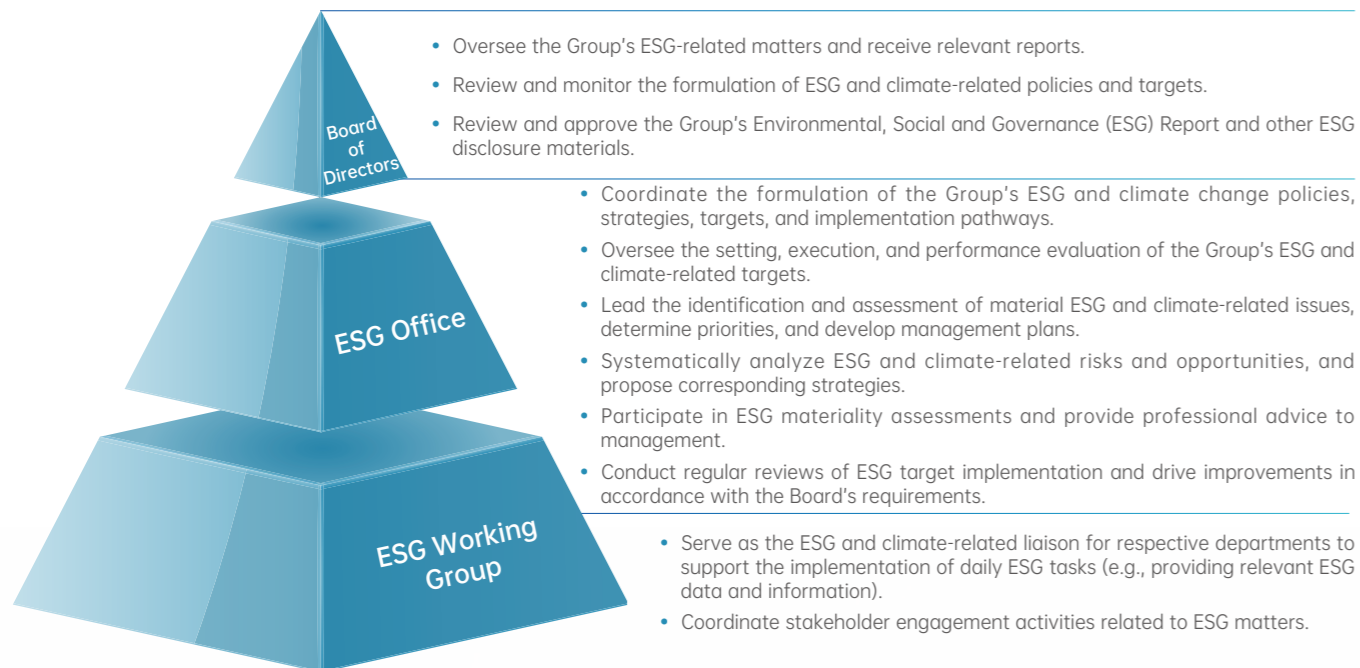 Board
of
Directors
• Oversee the Group's ESG-related matters and receive relevant reports.
• Review and monitor the formulation of ESG and climate-related policies and targets.
• Review and approve the Group's Environmental, Social and Governance (ESG) Report and other ESG
disclosure materials.
ESG Office
• Coordinate the formulation of the Group's ESG and climate change policies,
strategies, targets, and implementation pathways.
• Oversee the setting, execution, and performance evaluation of the Group's ESG and
climate-related targets.
• Lead the identification and assessment of material ESG and climate-related issues,
determine priorities, and develop management plans.
• Systematically analyze ESG and climate-related risks and opportunities, and
propose corresponding strategies.
• Participate in ESG materiality assessments and provide professional advice to
management.
• Conduct regular reviews of ESG target implementation and drive improvements in
accordance with the Board's requirements.
ESG Working
Group
• Serve as the ESG and climate-related liaison for respective departments to
support the implementation of daily ESG tasks (e.g., providing relevant ESG
data and information).
• Coordinate stakeholder engagement activities related to ESG matters.